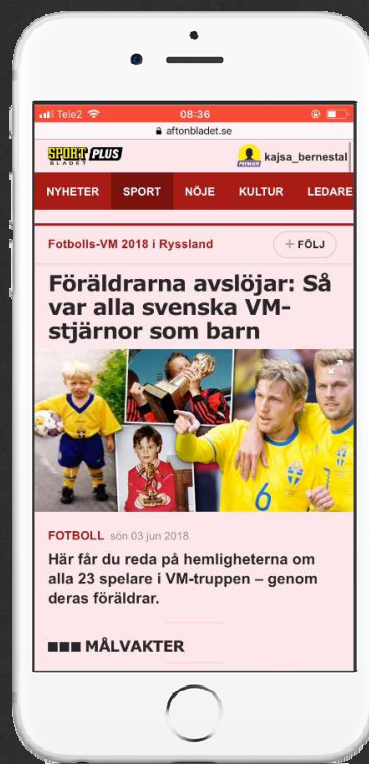 Tele2 08:36
aftonbladet.se
SPORT PLUS
BLADET
kajsa_bernestal
NYHETER SPORT NÖJE KULTUR LEDARE
Fotbolls-VM 2018 i Ryssland + FÖLJ
Föräldrarna avslöjar: Så
var alla svenska VM-
stjärnor som barn
6
FOTBOLL sön 03 jun 2018
Här får du reda på hemligheterna om
alla 23 spelare i VM-truppen – genom
deras föräldrar.
MÅLVAKTER